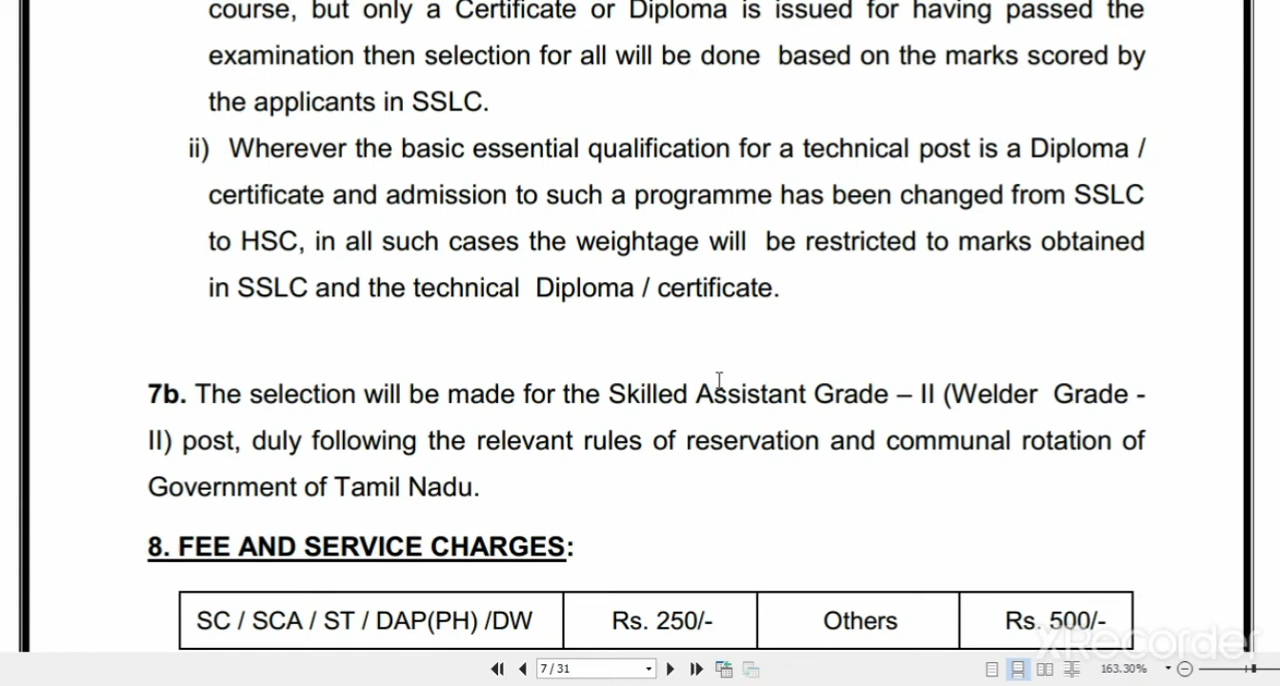 course, but only a Certificate or Diploma is issued for having passed the
examination then selection for all will be done based on the marks scored by
the applicants in SSLC.
ii) Wherever the basic essential qualification for a technical post is a Diploma /
certificate and admission to such a programme has been changed from SSLC
to HSC, in all such cases the weightage will be restricted to marks obtained
in SSLC and the technical Diploma / certificate.
7b. The selection will be made for the Skilled Assistant Grade – II (Welder Grade -
II) post, duly following the relevant rules of reservation and communal rotation of
Government of Tamil Nadu.
8. FEE AND SERVICE CHARGES:
SC / SCA / ST / DAP(PH) /DW Rs. 250/- Others Rs. 500/-
XRecorder
7 / 31 163.30%